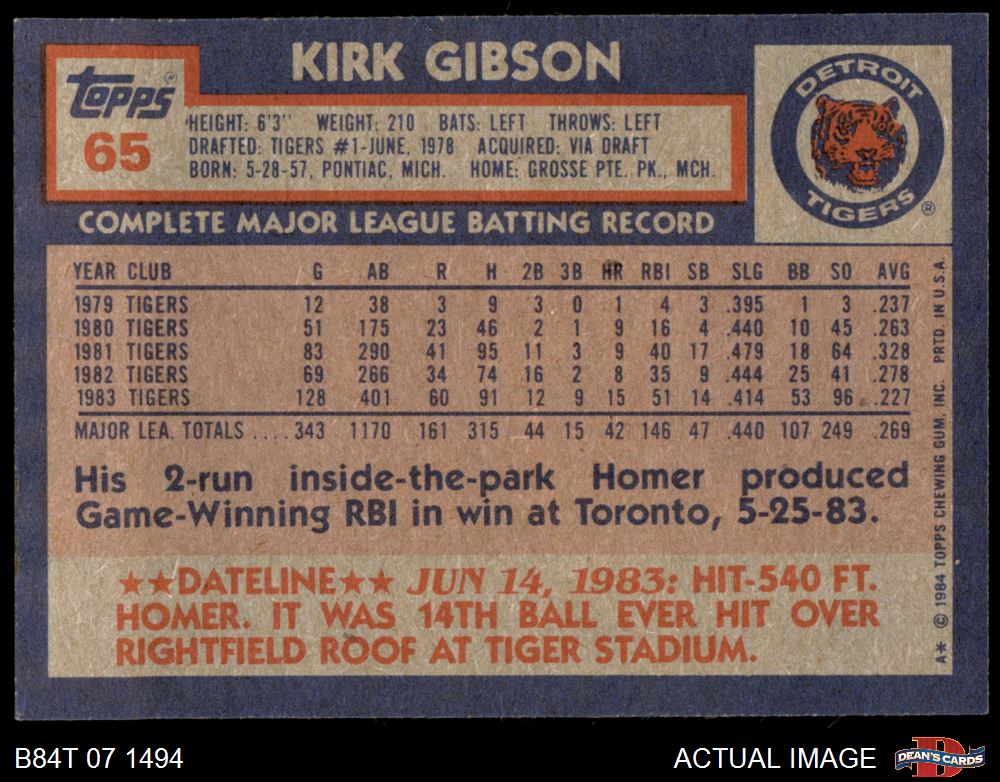 KIRK GIBSON
Topps®
65
HEIGHT: 6'3" WEIGHT: 210 BATS: LEFT THROWS: LEFT
DRAFTED: TIGERS #1-JUNE, 1978 ACQUIRED: VIA DRAFT
BORN: 5-28-57, PONTIAC, MICH. HOME: GROSSE PTE. PK., MCH.
DETROIT
TIGERS®
COMPLETE MAJOR LEAGUE BATTING RECORD
YEAR CLUB G AB R H 2B 3B HR RBI SB SLG BB SO AVG
1979 TIGERS 12 38 3 9 3 0 1 4 3 .395 1 3 .237
1980 TIGERS 51 175 23 46 2 1 9 16 4 .440 10 45 .263
1981 TIGERS 83 290 41 95 11 3 9 40 17 .479 18 64 .328
1982 TIGERS 69 266 34 74 16 2 8 35 9 .444 25 41 .278
1983 TIGERS 128 401 60 91 12 9 15 51 14 .414 53 96 .227
MAJOR LEA. TOTALS ....343 1170 161 315 44 15 42 146 47 .440 107 249 .269
His 2-run inside-the-park Homer produced
Game-Winning RBI in win at Toronto, 5-25-83.
★★DATELINE★★ JUN 14, 1983: HIT-540 FT.
HOMER. IT WAS 14TH BALL EVER HIT OVER
RIGHTFIELD ROOF AT TIGER STADIUM.
A* © 1984 TOPPS CHEWING GUM, INC. PRTD. IN U.S.A.
B84T 07 1494
ACTUAL IMAGE
D
DEAN'S CARDS